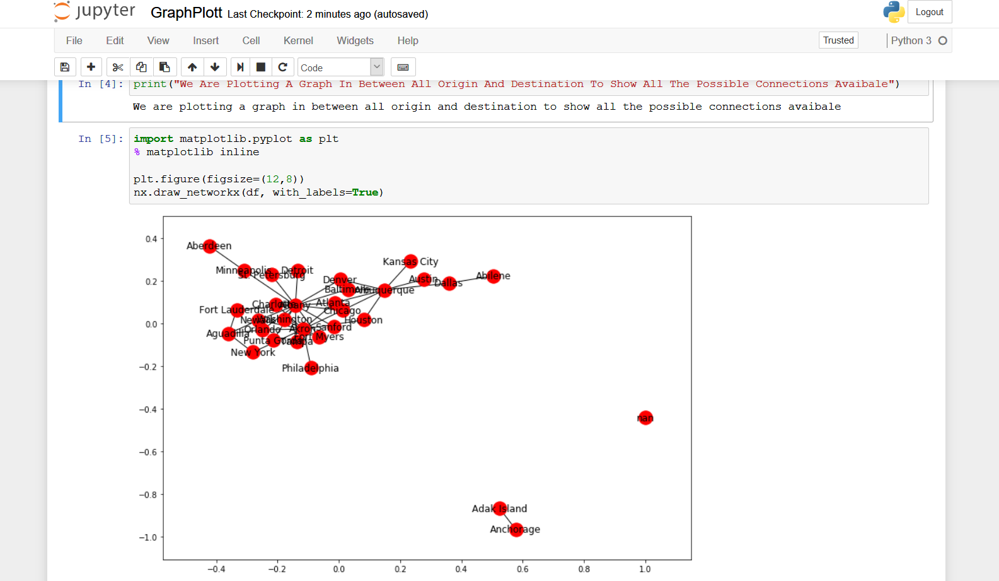 jupyter GraphPlott Last Checkpoint: 2 minutes ago (autosaved) Logout
File Edit View Insert Cell Kernel Widgets Help Trusted Python 3
Code
In [4]: print("We Are Plotting A Graph In Between All Origin And Destination To Show All The Possible Connections Avaibale")
We are plotting a graph in between all origin and destination to show all the possible connections avaibale
In [5]: import matplotlib.pyplot as plt
% matplotlib inline
plt.figure(figsize=(12,8))
nx.draw_networkx(df, with_labels=True)
0.4
Aberdeen
Kansas City
Minneapolis
Detroit
St. Petersburg
Denver
Austin
Abilene
0.2
Dallas
Baltimore
Albuquerque
Charlotte
Albany
Atlanta
Fort Lauderdale
Chicago
Newark
Washington
Houston
0.0
Orlando
Akron
Sanford
Aguadilla
Fort Myers
Punta Gorda
Tampa
New York
−0.2
Philadelphia
−0.4
nan
−0.6
−0.8
Adak Island
Anchorage
−1.0
−0.4 −0.2 0.0 0.2 0.4 0.6 0.8 1.0